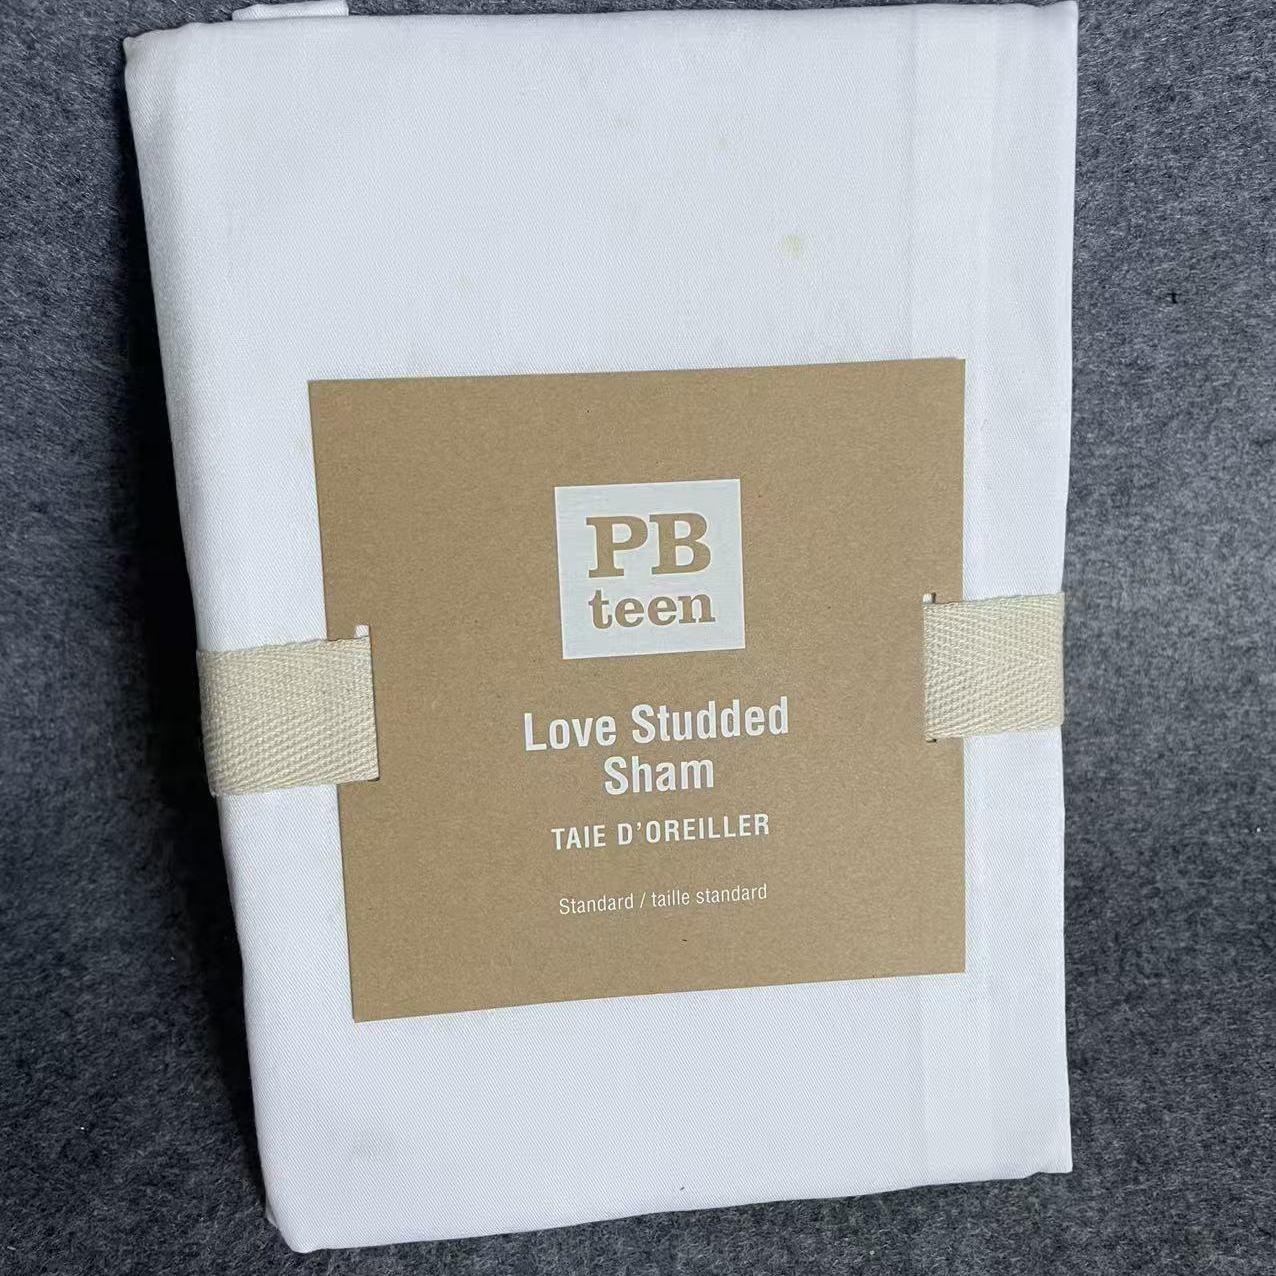 PB
teen
Love Studded
Sham
TAIE D'OREILLER
Standard / taille standard